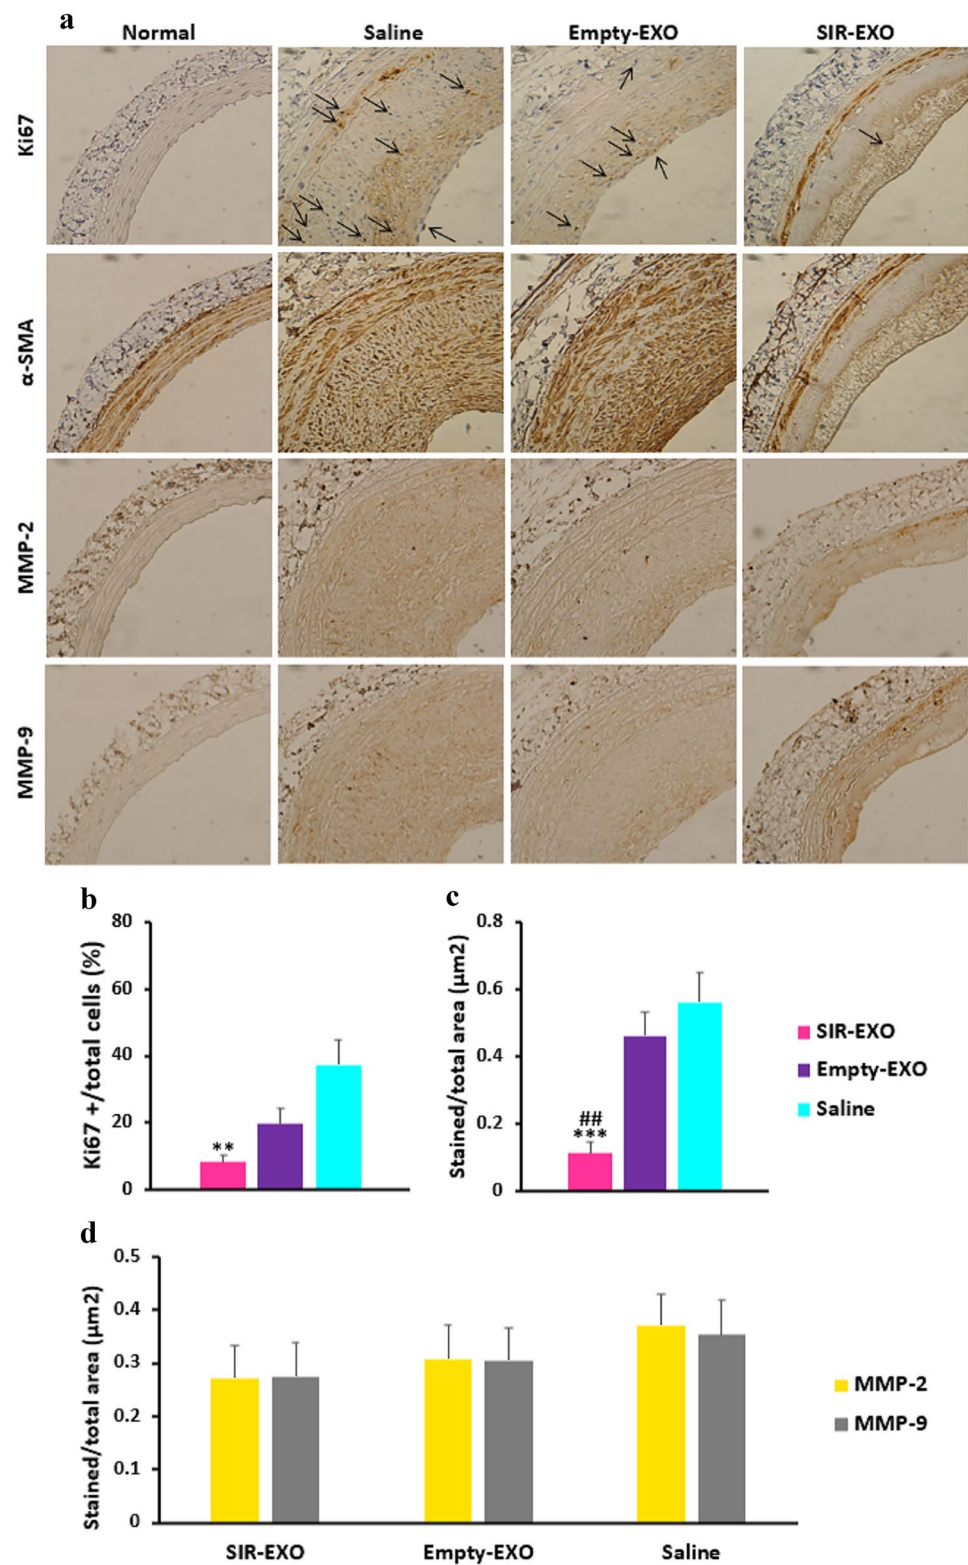 a
Normal Saline Empty-EXO SIR-EXO
Ki67
α-SMA
MMP-2
MMP-9
b
Ki67 +/total cells (%)
80
60
40
20
0
**
c
Stained/total area (μm2)
0.8
0.6
0.4
0.2
0
##
***
SIR-EXO
Empty-EXO
Saline
d
Stained/total area (μm2)
0.5
0.4
0.3
0.2
0.1
0
SIR-EXO Empty-EXO Saline
MMP-2
MMP-9